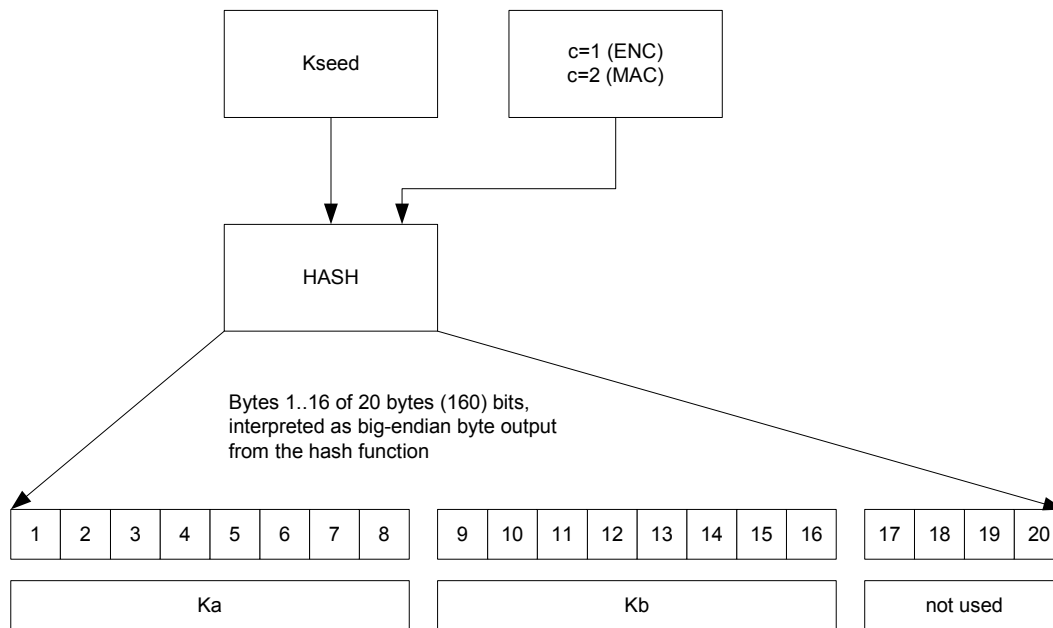 Kseed
c=1 (ENC)
c=2 (MAC)
HASH
Bytes 1..16 of 20 bytes (160) bits,
interpreted as big-endian byte output
from the hash function
1 2 3 4 5 6 7 8 9 10 11 12 13 14 15 16 17 18 19 20
Ka Kb not used